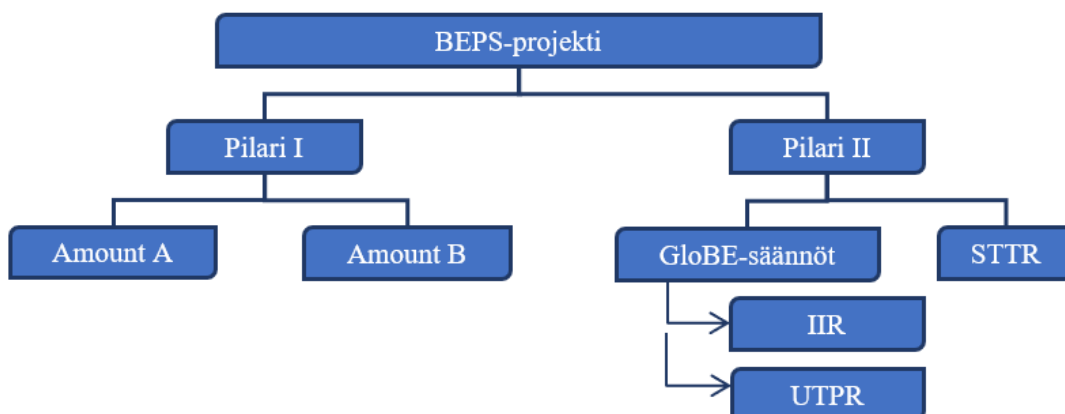 BEPS-projekti
Pilari I
Pilari II
Amount A
Amount B
GloBE-säännöt
STTR
IIR
UTPR